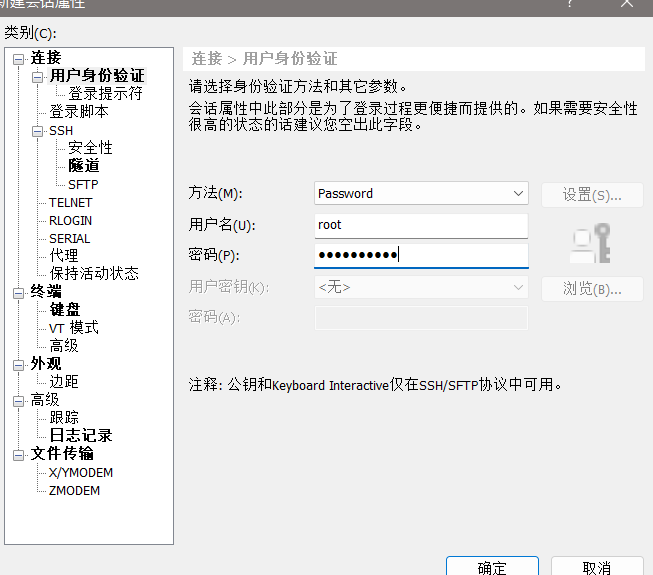 新建会话属性
类别(C):
连接
用户身份验证
登录提示符
登录脚本
SSH
安全性
隧道
SFTP
TELNET
RLOGIN
SERIAL
代理
保持活动状态
终端
键盘
VT 模式
高级
外观
边距
高级
跟踪
日志记录
文件传输
X/YMODEM
ZMODEM
连接 > 用户身份验证
请选择身份验证方法和其它参数。
会话属性中此部分是为了登录过程更便捷而提供的。如果需要安全性
很高的状态的话建议您空出此字段。
方法(M):
Password
设置(S)...
用户名(U):
root
密码(P):
●●●●●●●●●●
用户密钥(K):
<无>
浏览(B)...
密码(A):
注释: 公钥和Keyboard Interactive仅在SSH/SFTP协议中可用。
确定
取消